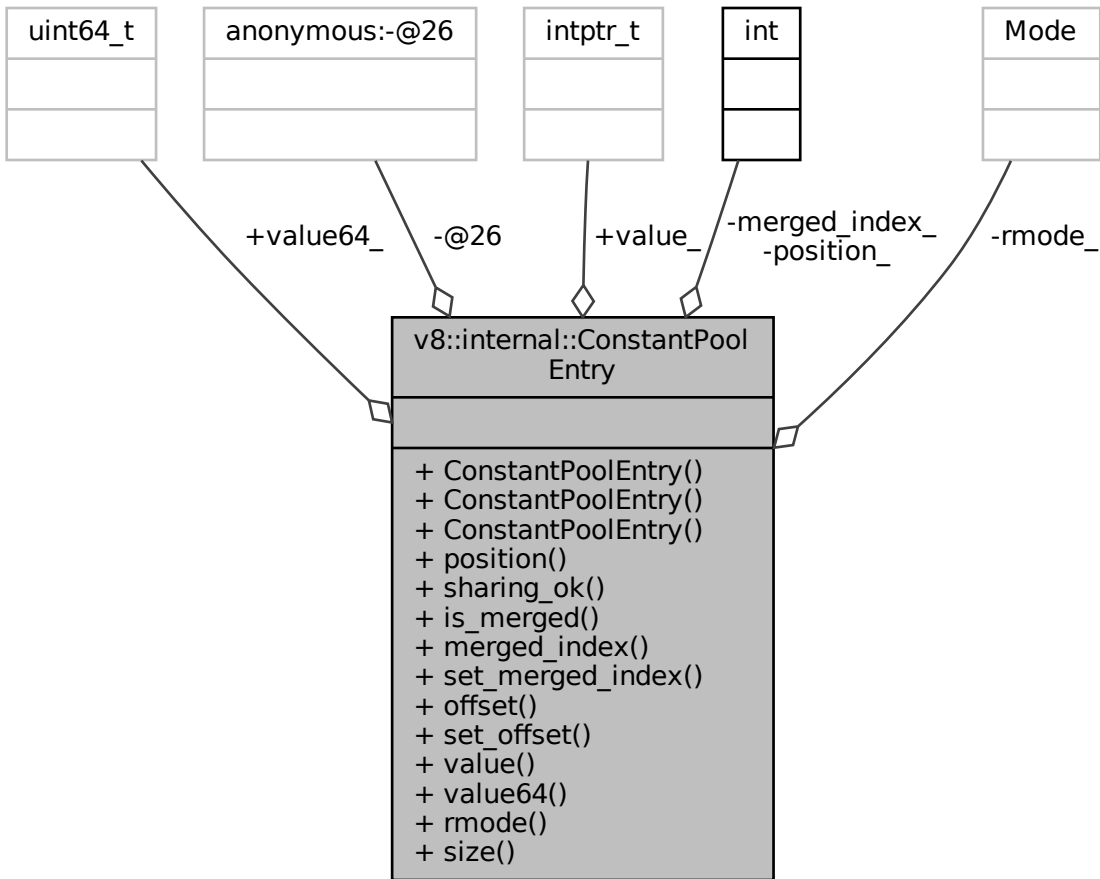 uint64_t
anonymous:-@26
intptr_t
int
Mode
+value64_
-@26
+value_
-merged_index_
-position_
-rmode_
v8::internal::ConstantPool
Entry
+ ConstantPoolEntry()
+ ConstantPoolEntry()
+ ConstantPoolEntry()
+ position()
+ sharing_ok()
+ is_merged()
+ merged_index()
+ set_merged_index()
+ offset()
+ set_offset()
+ value()
+ value64()
+ rmode()
+ size()